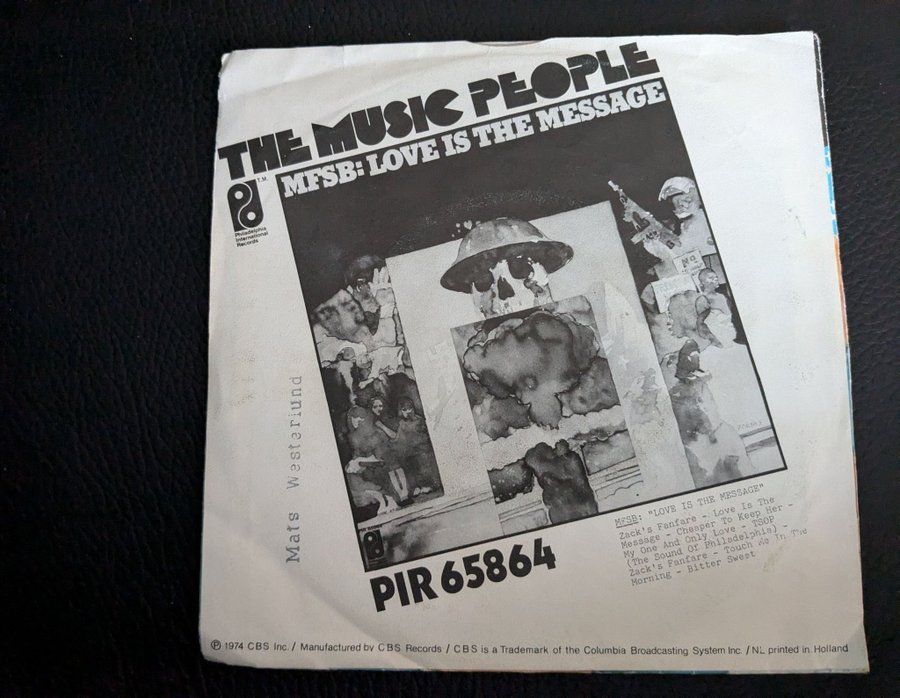 THE MUSIC PEOPLE
MFSB: LOVE IS THE MESSAGE
T.M.
Philadelphia
International
Records
NO
Mats Westerlund
MFSB: "LOVE IS THE MESSAGE"
Zack's Fanfare - Love Is The
Message - Cheaper To Keep Her -
My One And Only Love - TSOP
(The Sound Of Philadelphia) -
Zack's Fanfare - Touch Me In The
Morning - Bitter Swept
PIR 65864
℗ 1974 CBS Inc. / Manufactured by CBS Records / CBS is a Trademark of the Columbia Broadcasting System Inc. / NL printed in Holland